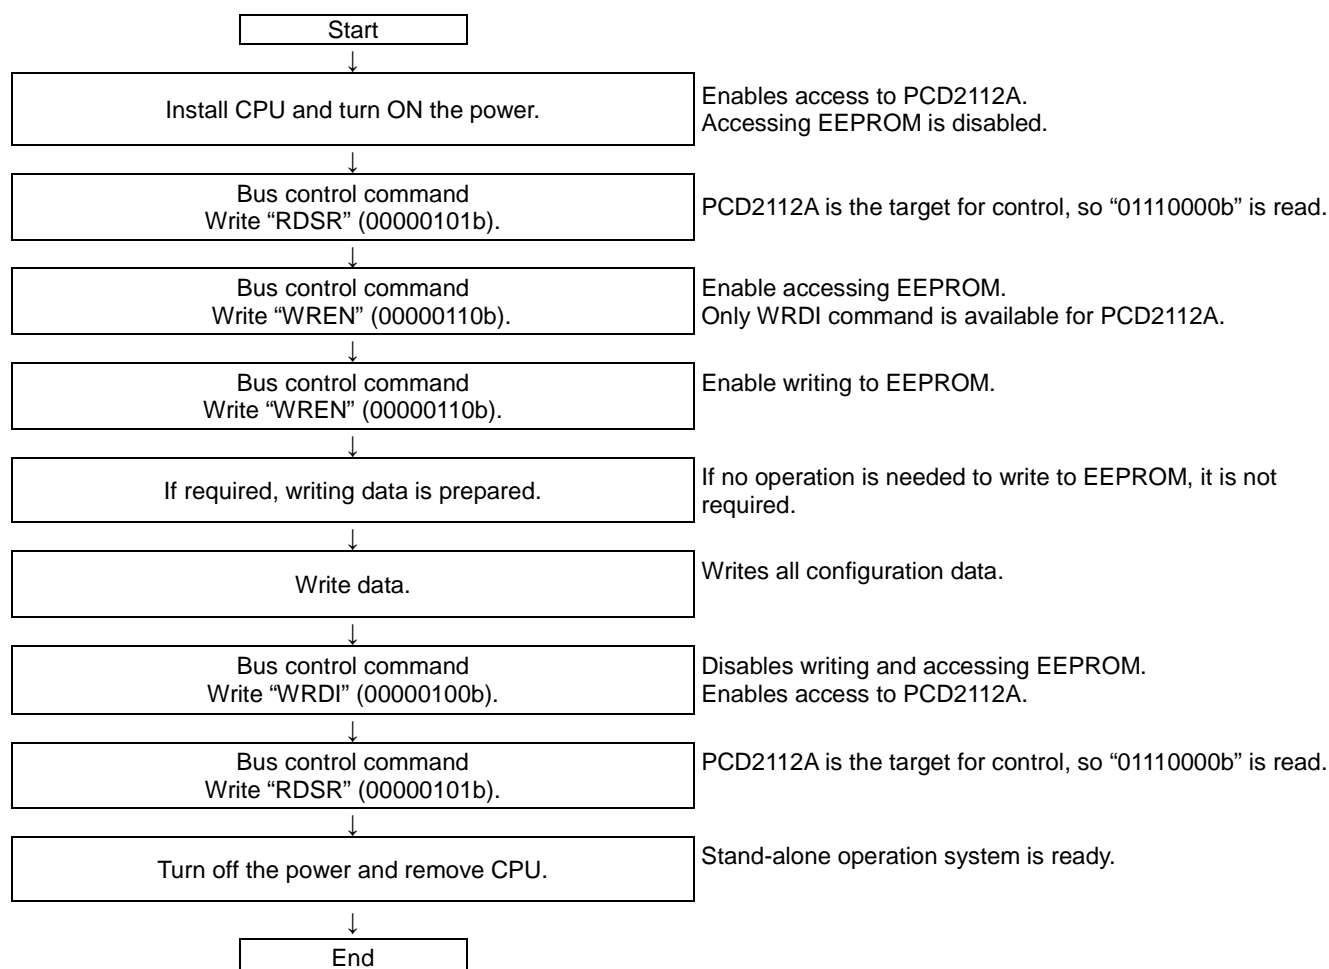 Start
↓
Install CPU and turn ON the power.
Enables access to PCD2112A.
Accessing EEPROM is disabled.
↓
Bus control command
Write “RDSR” (00000101b).
PCD2112A is the target for control, so “01110000b” is read.
↓
Bus control command
Write “WREN” (00000110b).
Enable accessing EEPROM.
Only WRDI command is available for PCD2112A.
↓
Bus control command
Write “WREN” (00000110b).
Enable writing to EEPROM.
↓
If required, writing data is prepared.
If no operation is needed to write to EEPROM, it is not
required.
↓
Write data.
Writes all configuration data.
↓
Bus control command
Write “WRDI” (00000100b).
Disables writing and accessing EEPROM.
Enables access to PCD2112A.
↓
Bus control command
Write “RDSR” (00000101b).
PCD2112A is the target for control, so “01110000b” is read.
↓
Turn off the power and remove CPU.
Stand-alone operation system is ready.
↓
End